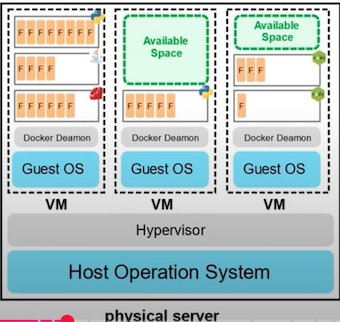 F F F F F F F F
F F F F
F F F F F F
Docker Deamon
Guest OS
VM
Available
Space
F F F F F
Docker Deamon
Guest OS
VM
Available
Space
F F F
F
Docker Deamon
Guest OS
VM
Hypervisor
Host Operation System
physical server